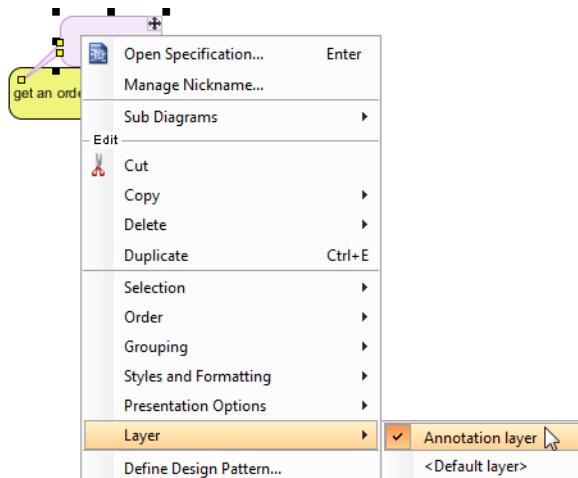 get an orde
Open Specification... Enter
Manage Nickname...
Sub Diagrams
Edit
Cut
Copy
Delete
Duplicate Ctrl+E
Selection
Order
Grouping
Styles and Formatting
Presentation Options
Layer
Annotation layer
Define Design Pattern...
<Default layer>